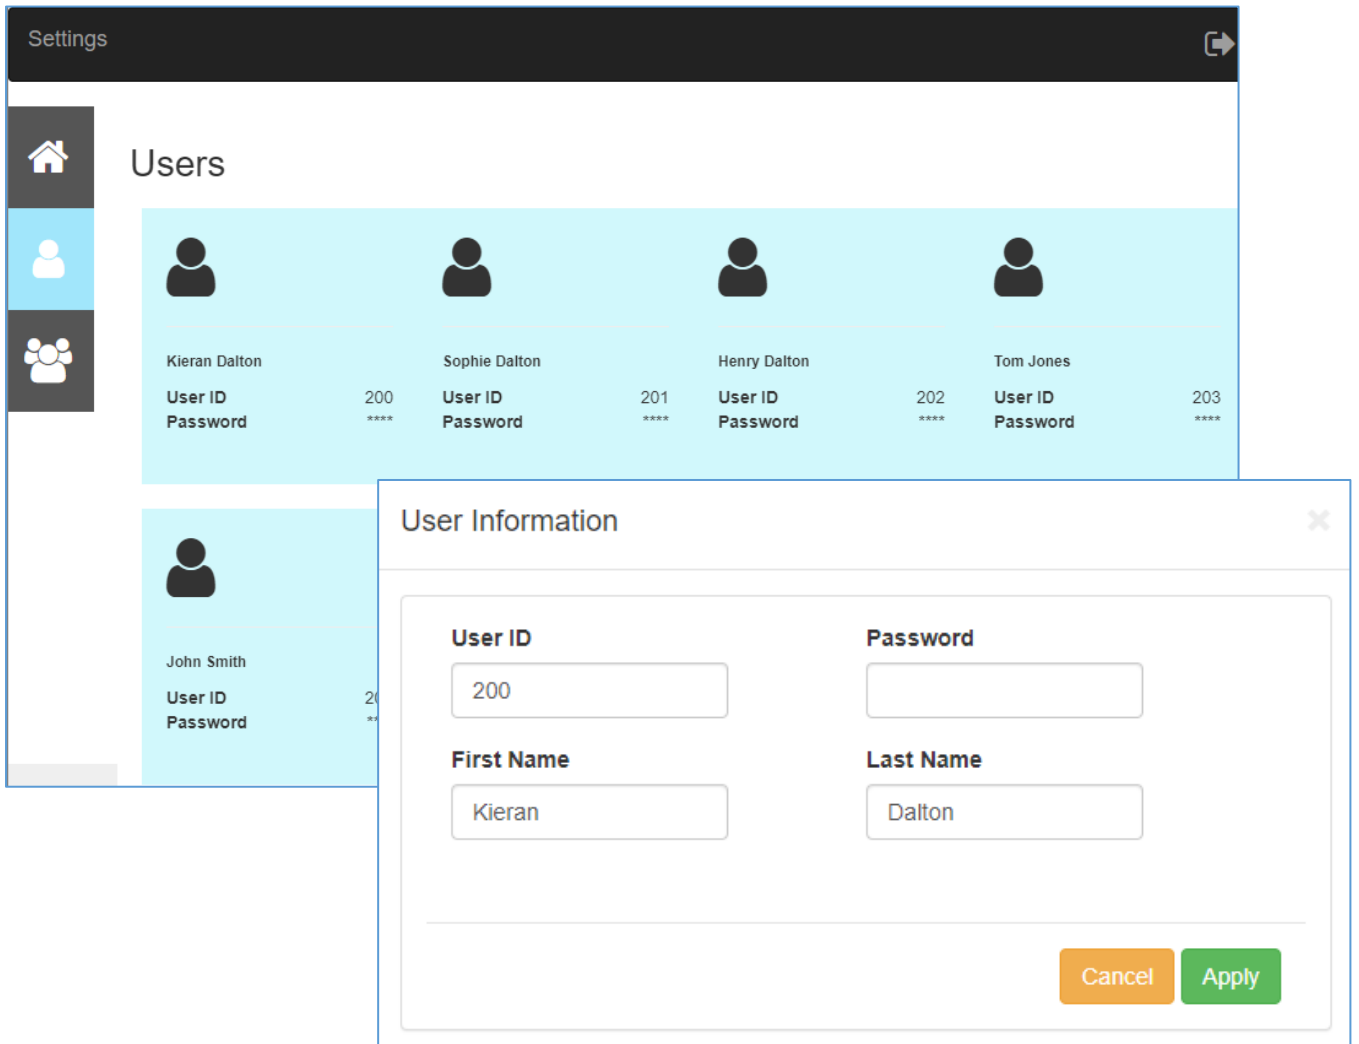 Settings
Users
Kieran Dalton
User ID 200
Password ****
Sophie Dalton
User ID 201
Password ****
Henry Dalton
User ID 202
Password ****
Tom Jones
User ID 203
Password ****
John Smith
User ID
Password
User Information
User ID Password
200
First Name Last Name
Kieran Dalton
Cancel Apply